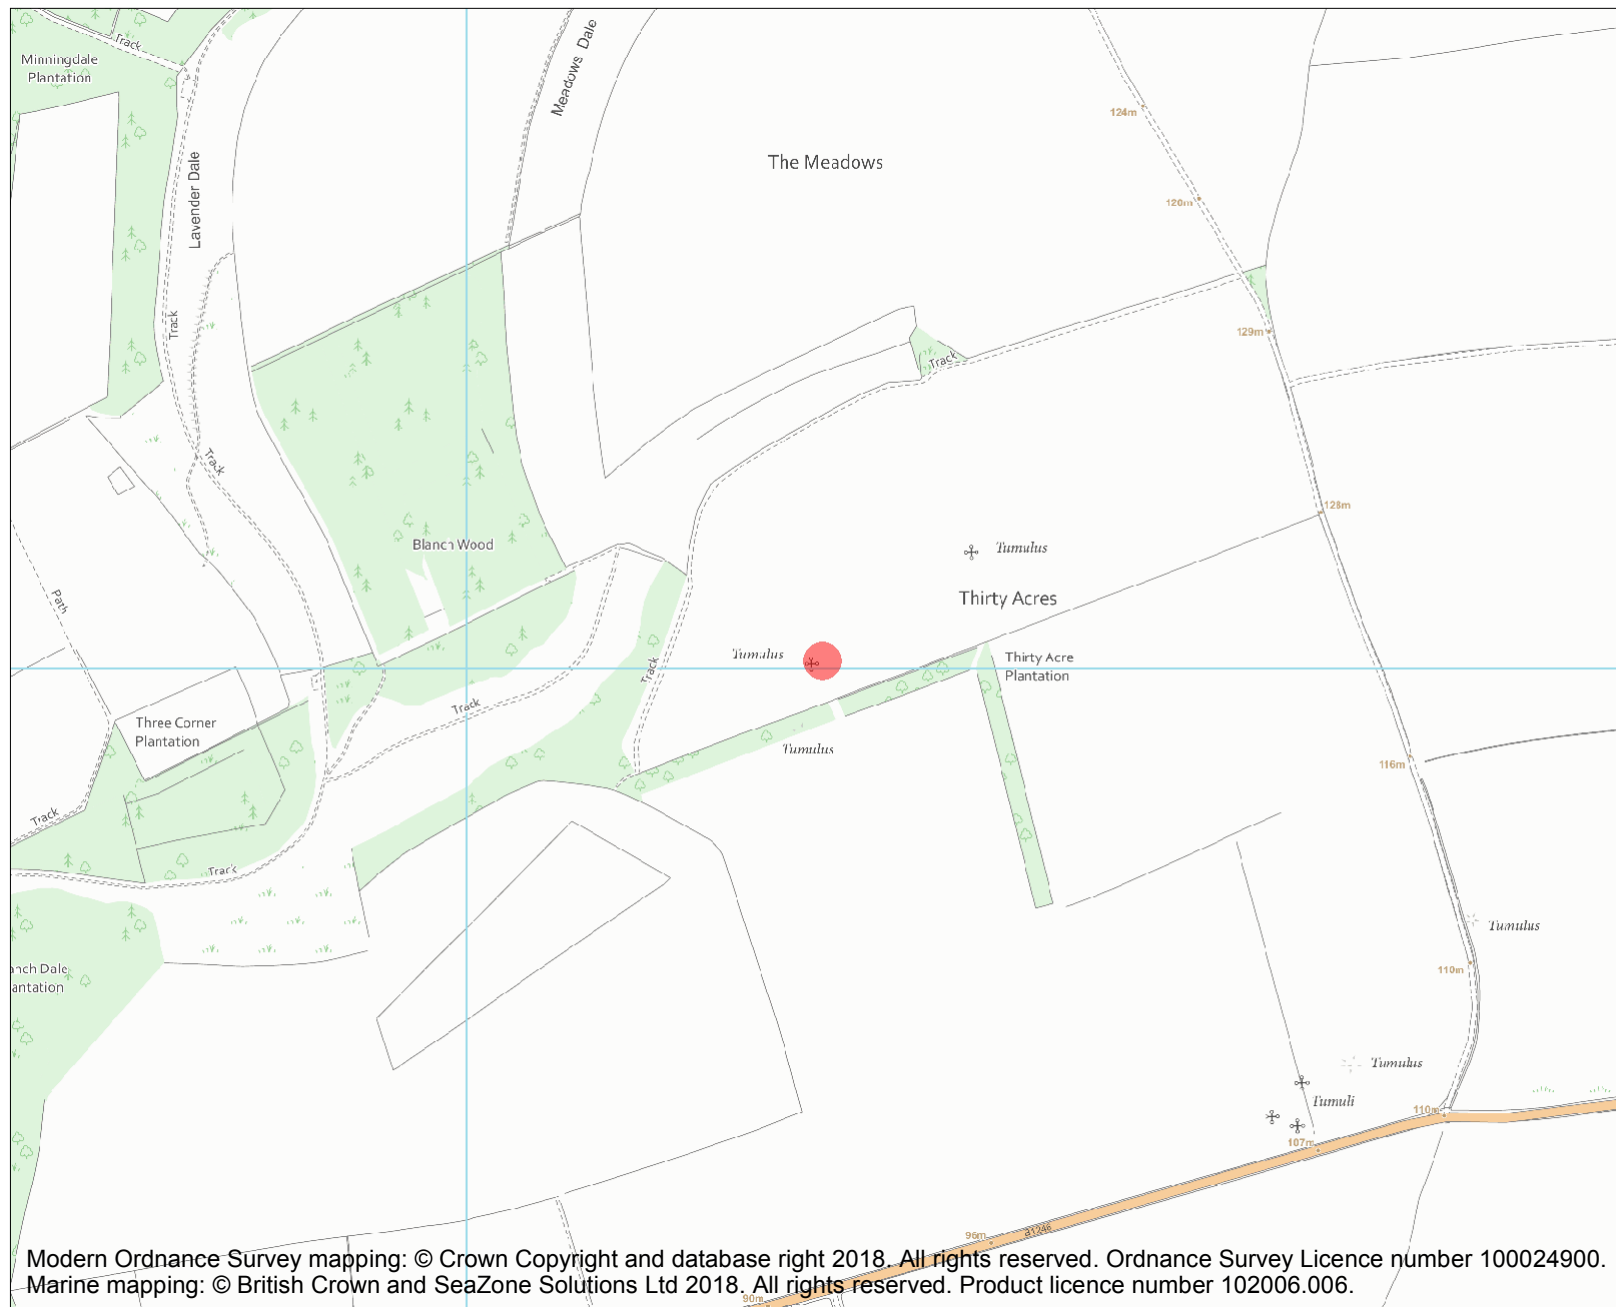 Track
Minningdale
Plantation
Meadows Dale
124m
The Meadows
Lavender Dale
120m
Track
129m
Track
Track
128m
Blanch Wood
Tumulus
Path
Thirty Acres
Tumulus
Thirty Acre
Plantation
Track
Track
Three Corner
Plantation
Tumulus
116m
Track
Track
Tumulus
anch Dale
antation
110m
Tumulus
Tumuli
110m
107m
96m
a1246
Modern Ordnance Survey mapping: © Crown Copyright and database right 2018. All rights reserved. Ordnance Survey Licence number 100024900.
Marine mapping: © British Crown and SeaZone Solutions Ltd 2018. All rights reserved. Product licence number 102006.006.
90m